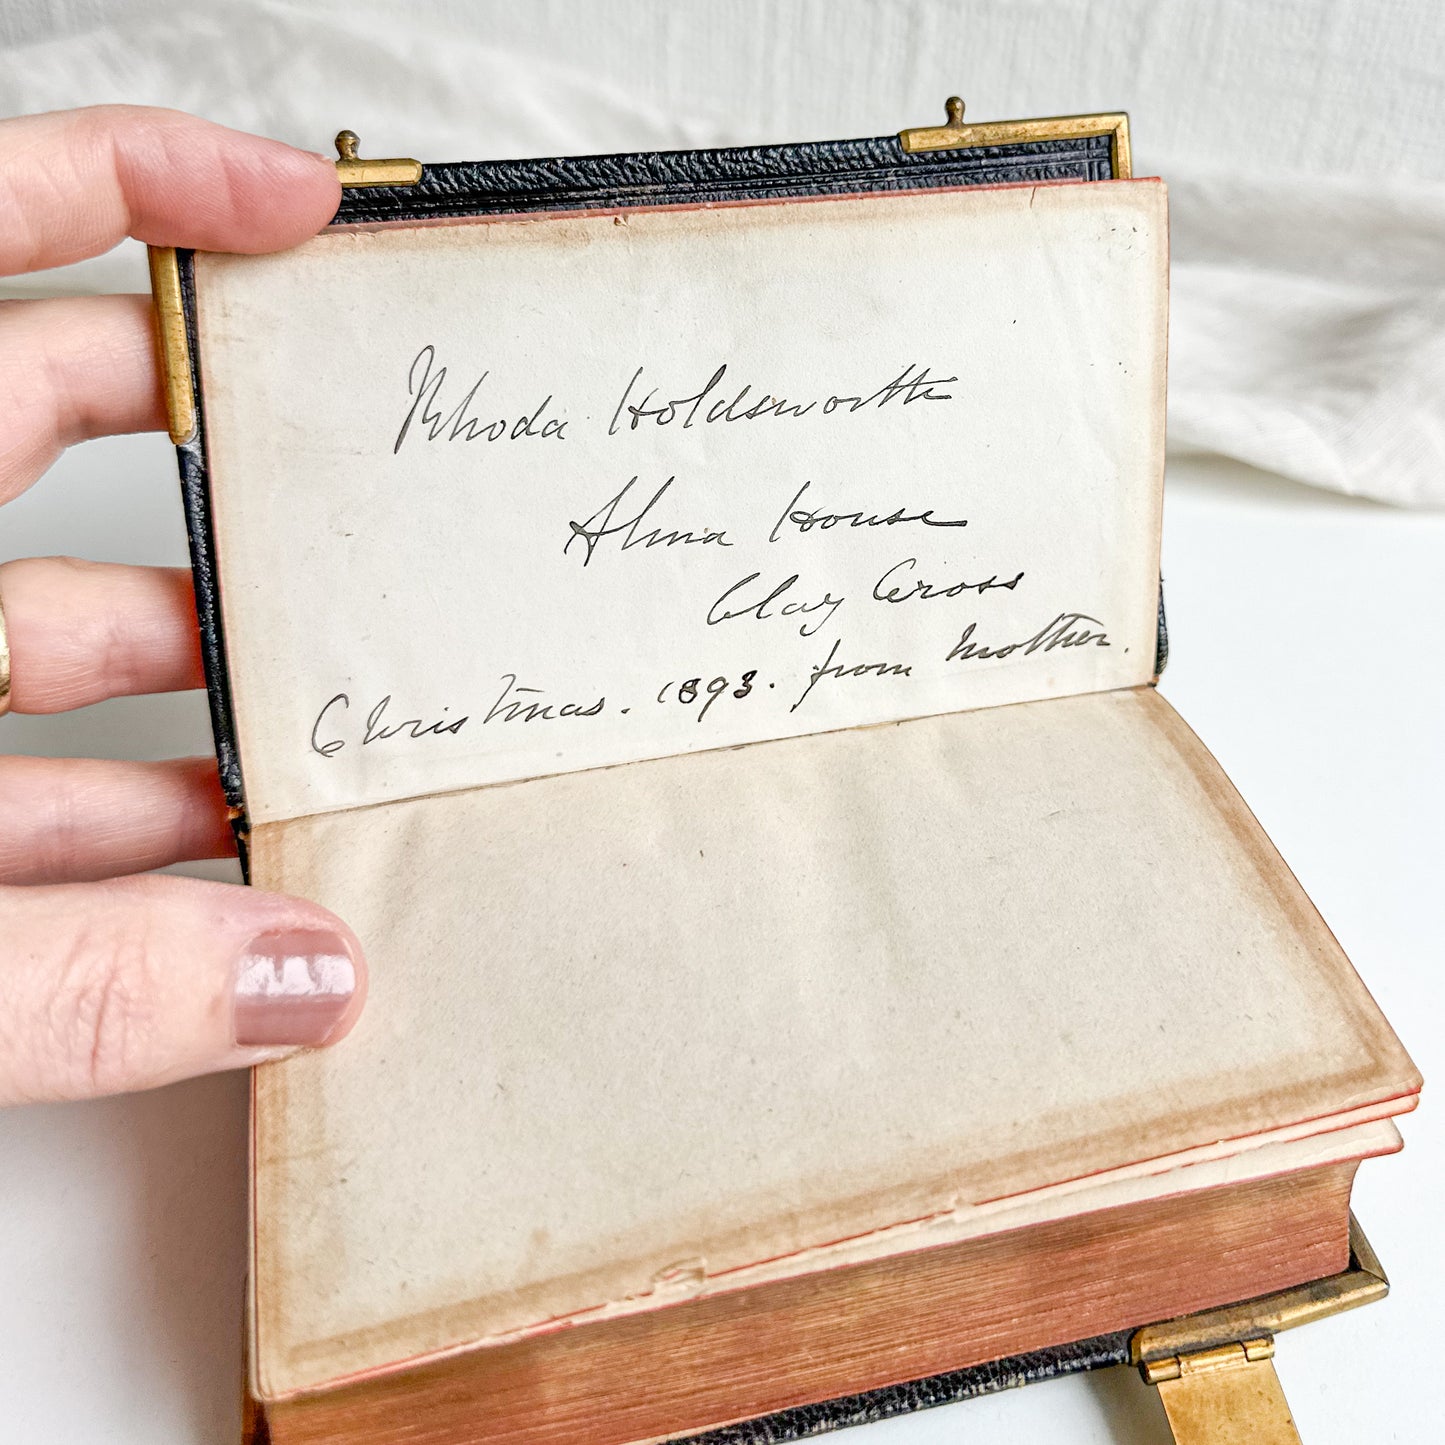 Rhoda Holdsworth
Alma House
Clay Cross
Christmas. 1893. from Mother.